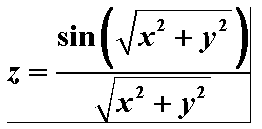 z = sin(√(x² + y²)) / √(x² + y²)